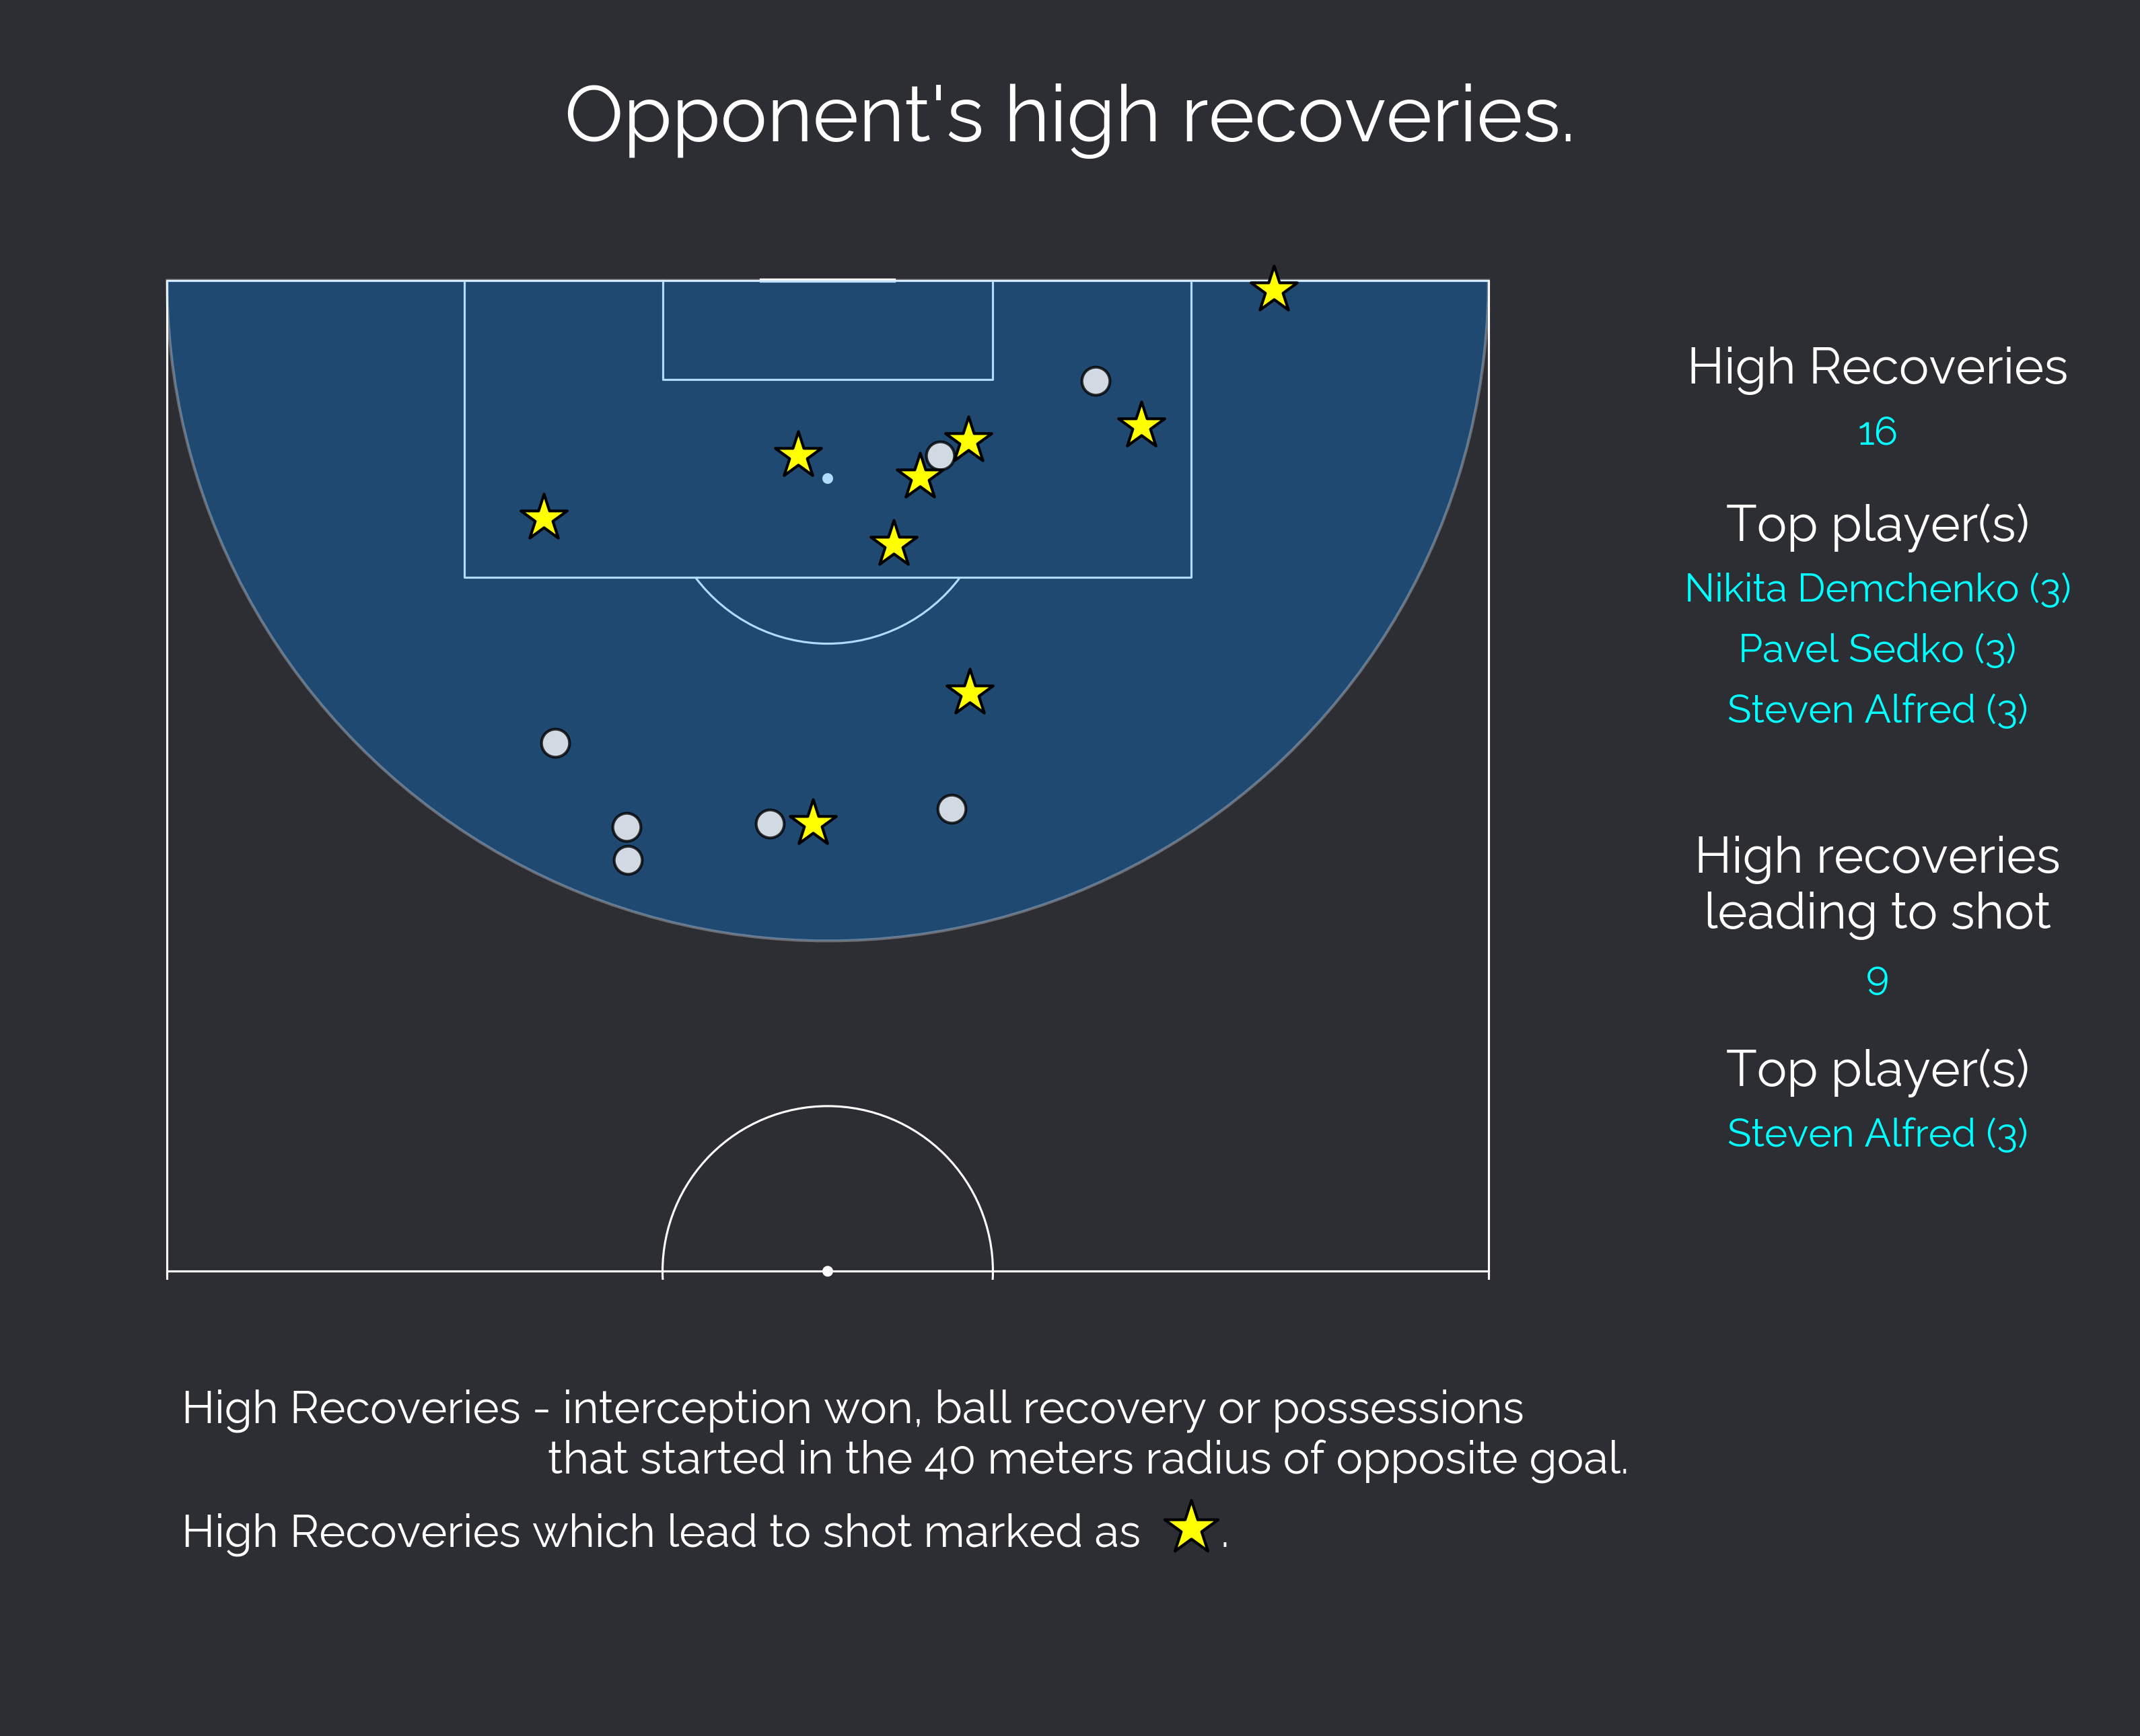 Opponent's high recoveries.
High Recoveries
16
Top player(s)
Nikita Demchenko (3)
Pavel Sedko (3)
Steven Alfred (3)
High recoveries
leading to shot
9
Top player(s)
Steven Alfred (3)
High Recoveries - interception won, ball recovery or possessions
that started in the 40 meters radius of opposite goal.
High Recoveries which lead to shot marked as .